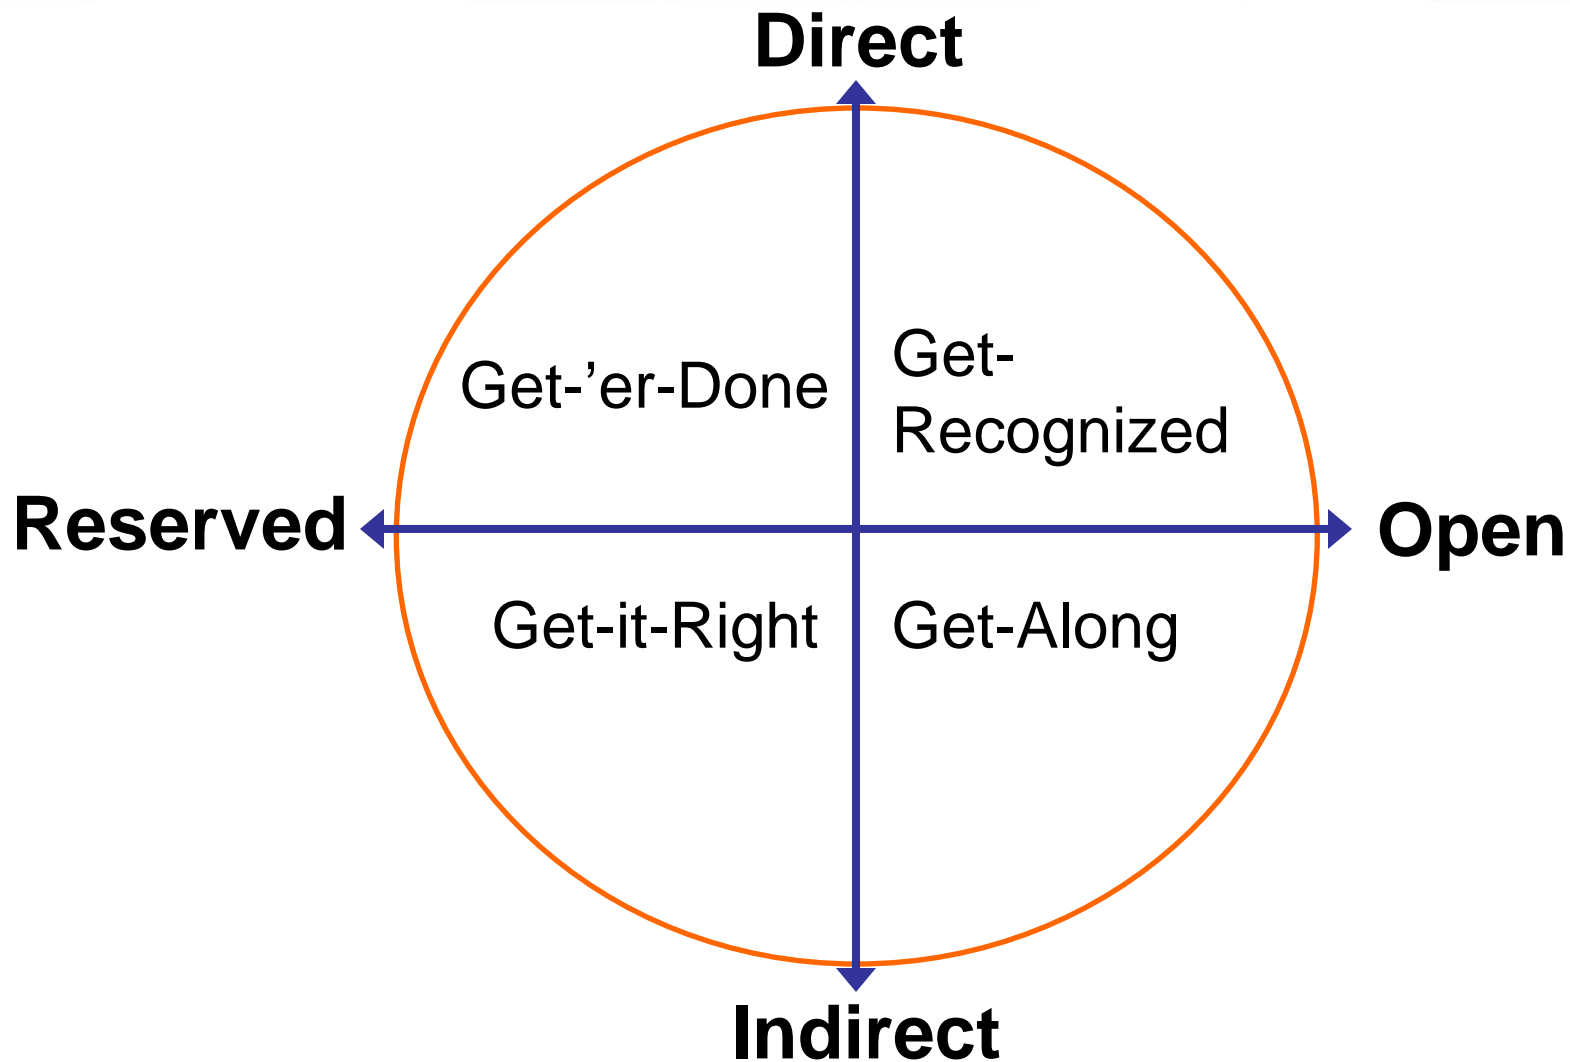 Direct
Get-’er-Done
Get-
Recognized
Reserved
Open
Get-it-Right
Get-Along
Indirect